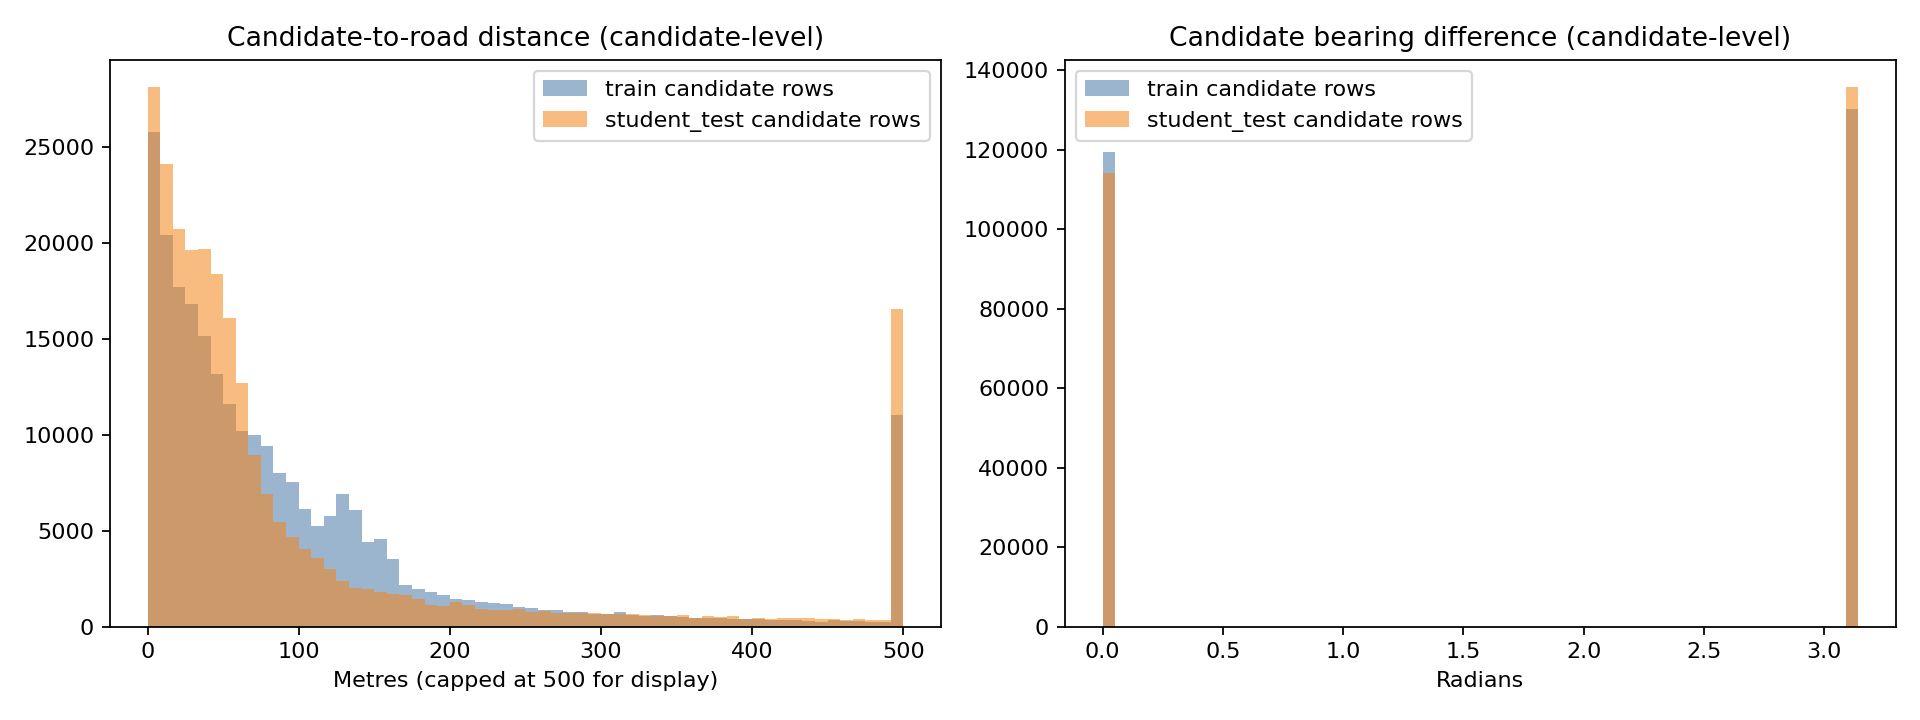 Candidate-to-road distance (candidate-level)
train candidate rows
student_test candidate rows
25000
20000
15000
10000
5000
0
0 100 200 300 400 500
Metres (capped at 500 for display)
Candidate bearing difference (candidate-level)
train candidate rows
student_test candidate rows
140000
120000
100000
80000
60000
40000
20000
0
0.0 0.5 1.0 1.5 2.0 2.5 3.0
Radians